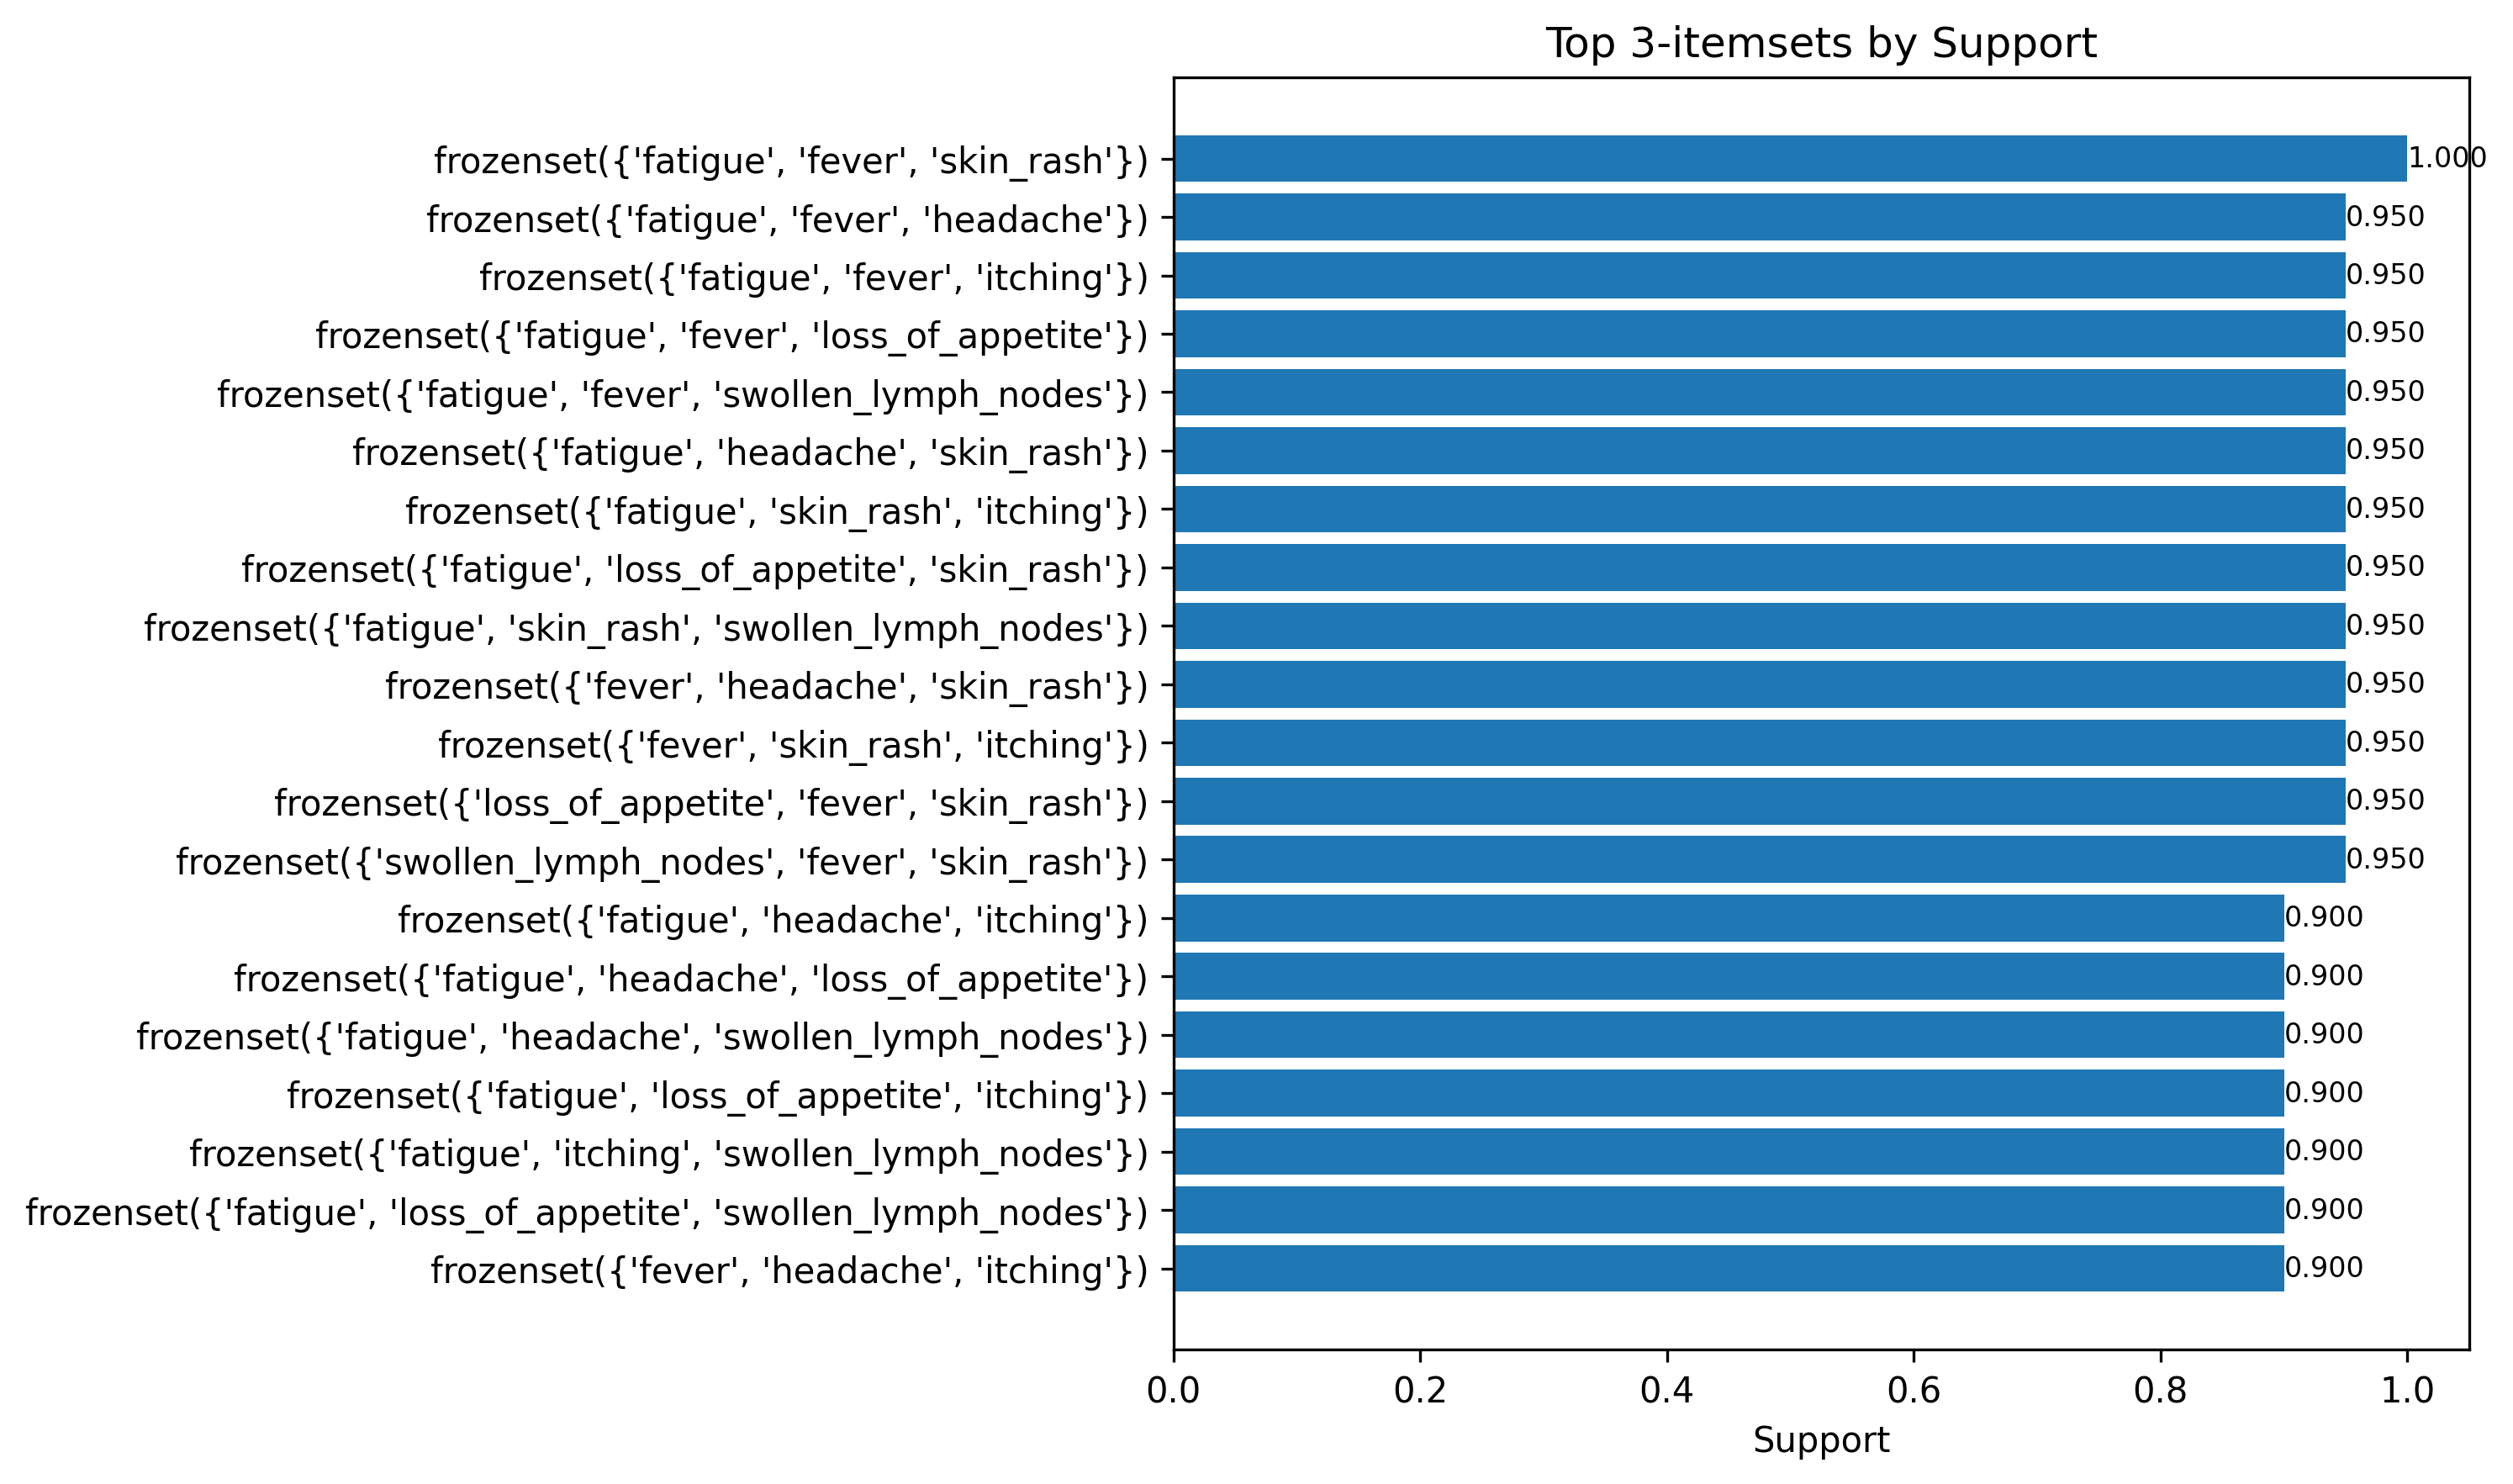 Top 3-itemsets by Support
frozenset({'fatigue', 'fever', 'skin_rash'})
1.000
frozenset({'fatigue', 'fever', 'headache'})
0.950
frozenset({'fatigue', 'fever', 'itching'})
0.950
frozenset({'fatigue', 'fever', 'loss_of_appetite'})
0.950
frozenset({'fatigue', 'fever', 'swollen_lymph_nodes'})
0.950
frozenset({'fatigue', 'headache', 'skin_rash'})
0.950
frozenset({'fatigue', 'skin_rash', 'itching'})
0.950
frozenset({'fatigue', 'loss_of_appetite', 'skin_rash'})
0.950
frozenset({'fatigue', 'skin_rash', 'swollen_lymph_nodes'})
0.950
frozenset({'fever', 'headache', 'skin_rash'})
0.950
frozenset({'fever', 'skin_rash', 'itching'})
0.950
frozenset({'loss_of_appetite', 'fever', 'skin_rash'})
0.950
frozenset({'swollen_lymph_nodes', 'fever', 'skin_rash'})
0.950
frozenset({'fatigue', 'headache', 'itching'})
0.900
frozenset({'fatigue', 'headache', 'loss_of_appetite'})
0.900
frozenset({'fatigue', 'headache', 'swollen_lymph_nodes'})
0.900
frozenset({'fatigue', 'loss_of_appetite', 'itching'})
0.900
frozenset({'fatigue', 'itching', 'swollen_lymph_nodes'})
0.900
frozenset({'fatigue', 'loss_of_appetite', 'swollen_lymph_nodes'})
0.900
frozenset({'fever', 'headache', 'itching'})
0.900
0.0 0.2 0.4 0.6 0.8 1.0
Support